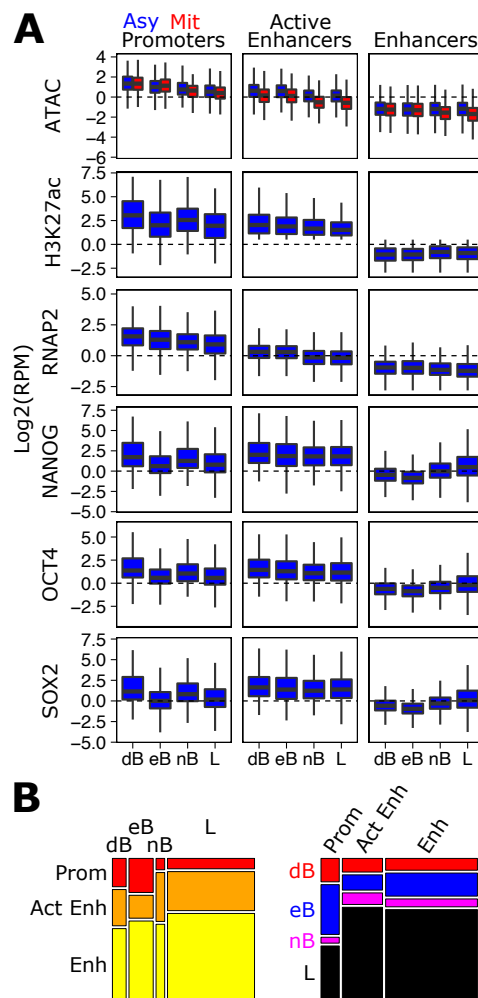 A
Asy Mit
Promoters
Active
Enhancers
Enhancers
Log2(RPM)
ATAC
4
2
0
−2
−4
−6
H3K27ac
7.5
5.0
2.5
0.0
−2.5
RNAP2
5.0
2.5
0.0
−2.5
NANOG
7.5
5.0
2.5
0.0
−2.5
−5.0
OCT4
7.5
5.0
2.5
0.0
−2.5
SOX2
7.5
5.0
2.5
0.0
−2.5
−5.0
dB eB nB L
dB eB nB L
dB eB nB L
B
dB eB nB L
Prom
Act Enh
Enh
Prom Act Enh Enh
dB
eB
nB
L